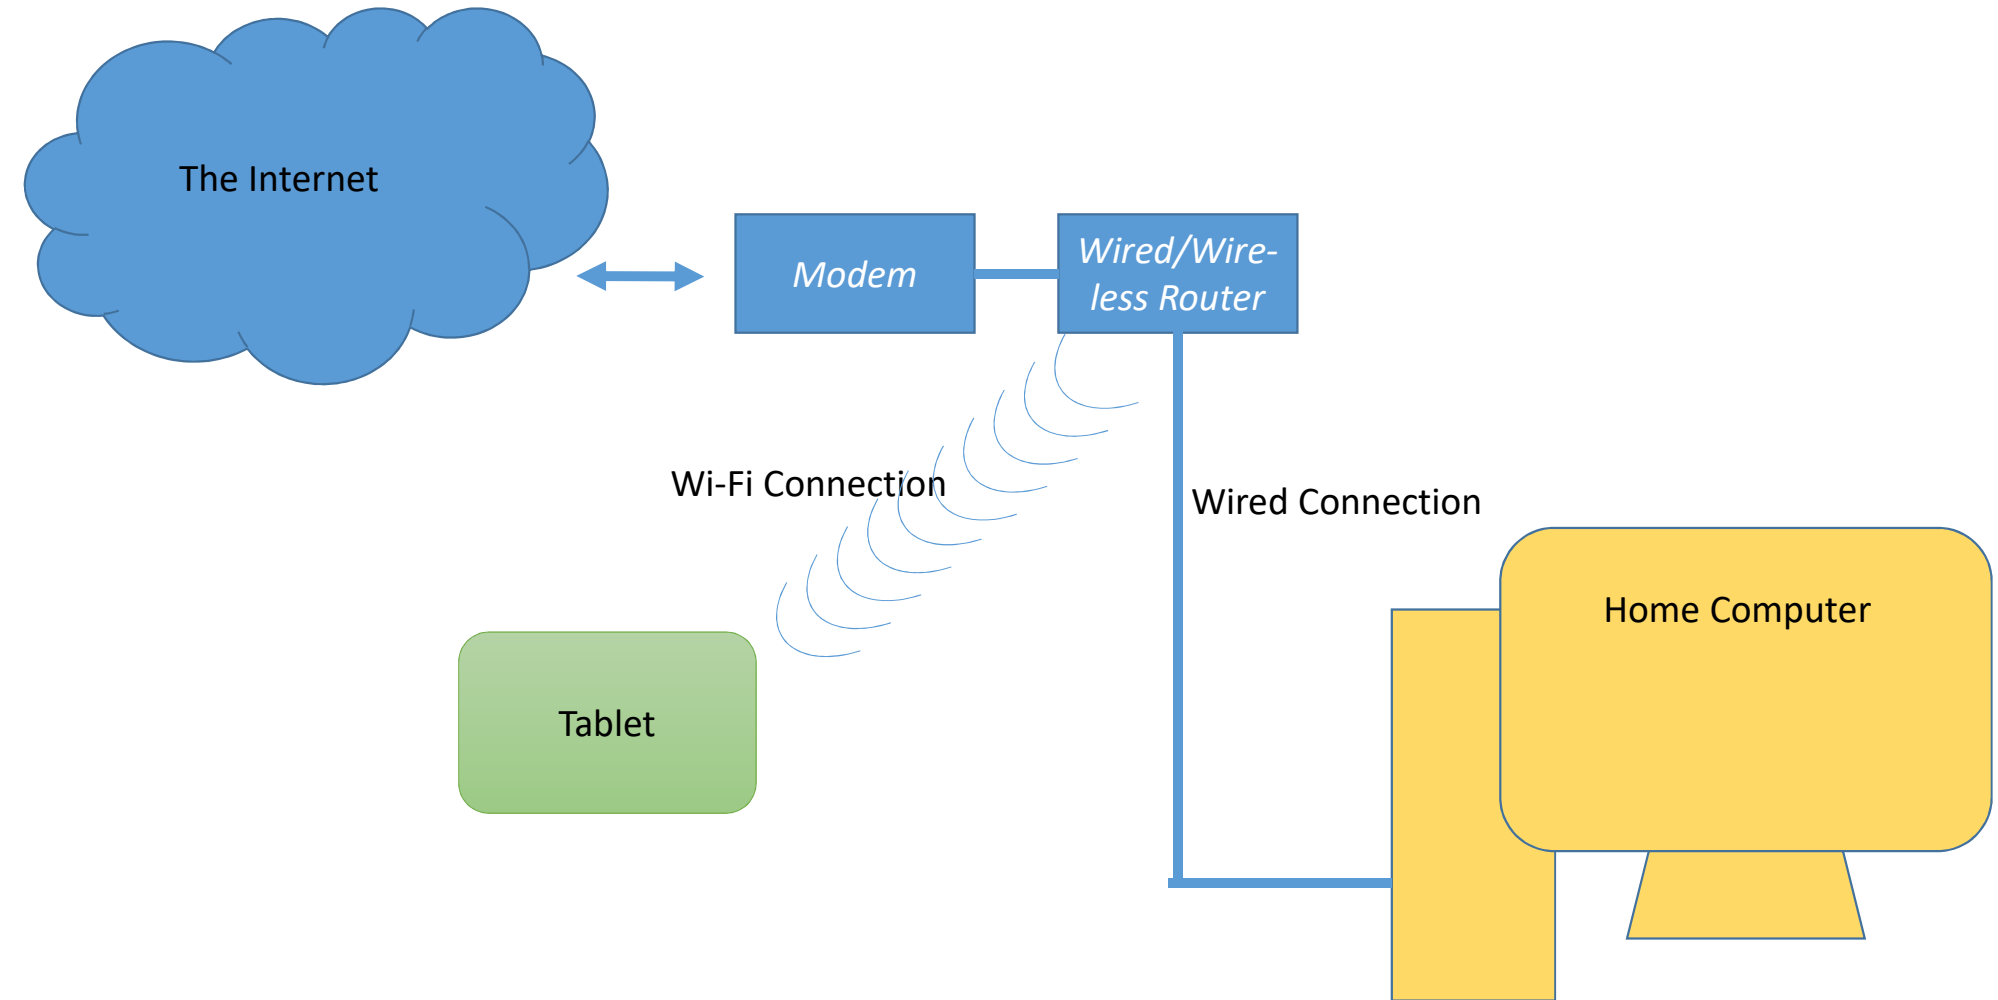 The Internet
Modem
Wired/Wire-
less Router
Wi-Fi Connection
Wired Connection
Home Computer
Tablet